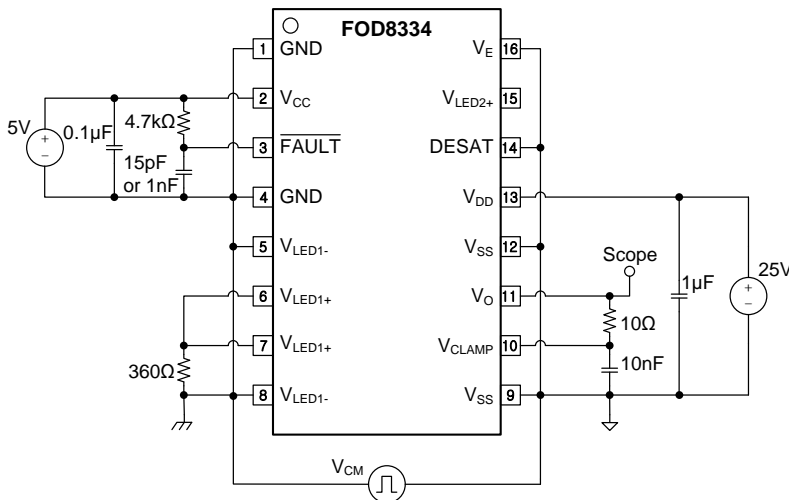 FOD8334
1 GND
2 VCC
3 FAULT
4 GND
5 VLED1-
6 VLED1+
7 VLED1+
8 VLED1-
VE 16
VLED2+ 15
DESAT 14
VDD 13
VSS 12
VO 11
VCLAMP 10
VSS 9
5V
0.1µF
4.7kΩ
15pF
or 1nF
360Ω
Scope
10Ω
10nF
1µF
25V
VCM